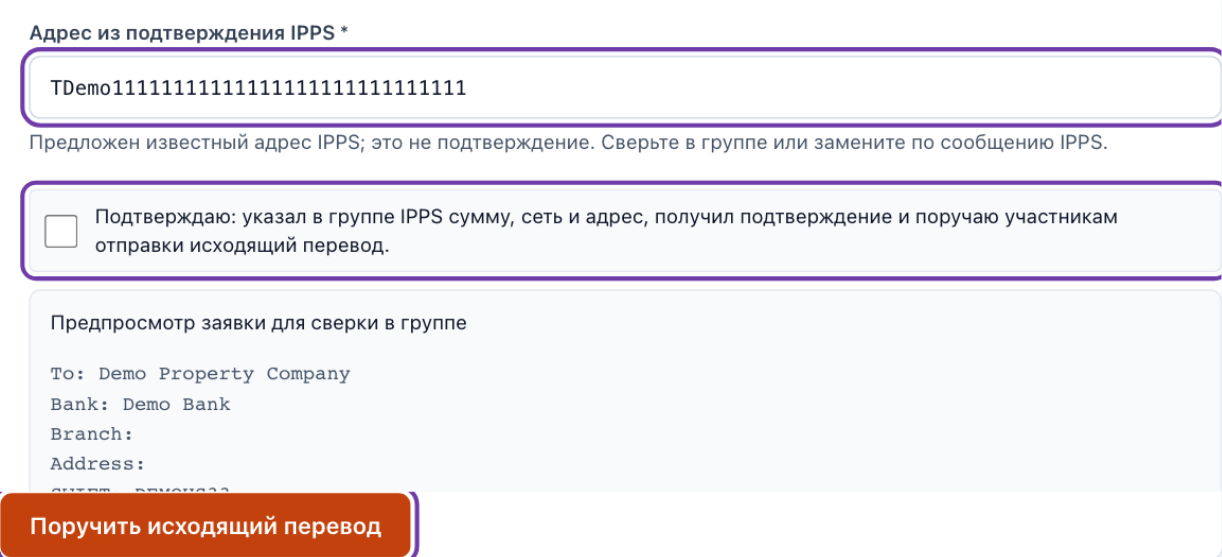 Адрес из подтверждения IPPS *
TDemo11111111111111111111111111111
Предложен известный адрес IPPS; это не подтверждение. Сверьте в группе или замените по сообщению IPPS.
Подтверждаю: указал в группе IPPS сумму, сеть и адрес, получил подтверждение и поручаю участникам
отправки исходящий перевод.
Предпросмотр заявки для сверки в группе
To: Demo Property Company
Bank: Demo Bank
Branch:
Address:
Поручить исходящий перевод